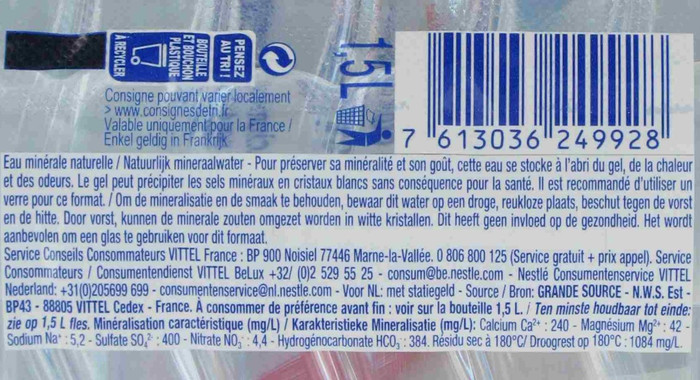 PENSEZ
AU TRI !
BOUTEILLE
ET BOUCHON
PLASTIQUE
À RECYCLER
1,5L
Consigne pouvant varier localement
> www.consignesdetri.fr
Valable uniquement pour la France /
Enkel geldig in Frankrijk
7 613036 249928
Eau minérale naturelle / Natuurlijk mineraalwater - Pour préserver sa minéralité et son goût, cette eau se stocke à l'abri du gel, de la chaleur
et des odeurs. Le gel peut précipiter les sels minéraux en cristaux blancs sans conséquence pour la santé. Il est recommandé d'utiliser un
verre pour ce format. / Om de mineralisatie en de smaak te behouden, bewaar dit water op een droge, reukloze plaats, beschut tegen de vorst
en de hitte. Door vorst, kunnen de minerale zouten omgezet worden in witte kristallen. Dit heeft geen invloed op de gezondheid. Het wordt
aanbevolen om een glas te gebruiken voor dit formaat.
Service Conseils Consommateurs VITTEL France : BP 900 Noisiel 77446 Marne-la-Vallée. 0 806 800 125 (Service gratuit + prix appel). Service
Consommateurs / Consumentendienst VITTEL BeLux +32/ (0)2 529 55 25 - consum@be.nestle.com - Nestlé Consumentenservice VITTEL
Nederland: +31(0)205699 699 - consumentenservice@nl.nestle.com - Voor NL: met statiegeld - Source / Bron: GRANDE SOURCE - N.W.S. Est -
BP43 - 88805 VITTEL Cedex - France. À consommer de préférence avant fin : voir sur la bouteille 1,5 L. / Ten minste houdbaar tot einde:
zie op 1,5 L fles. Minéralisation caractéristique (mg/L) / Karakteristieke Mineralisatie (mg/L): Calcium Ca²⁺ : 240 - Magnésium Mg²⁺ : 42 -
Sodium Na⁺ : 5,2 - Sulfate SO₄²⁻ : 400 - Nitrate NO₃⁻ : 4,4 - Hydrogénocarbonate HCO₃⁻ : 384. Résidu sec à 180°C/ Droogrest op 180°C : 1084 mg/L.